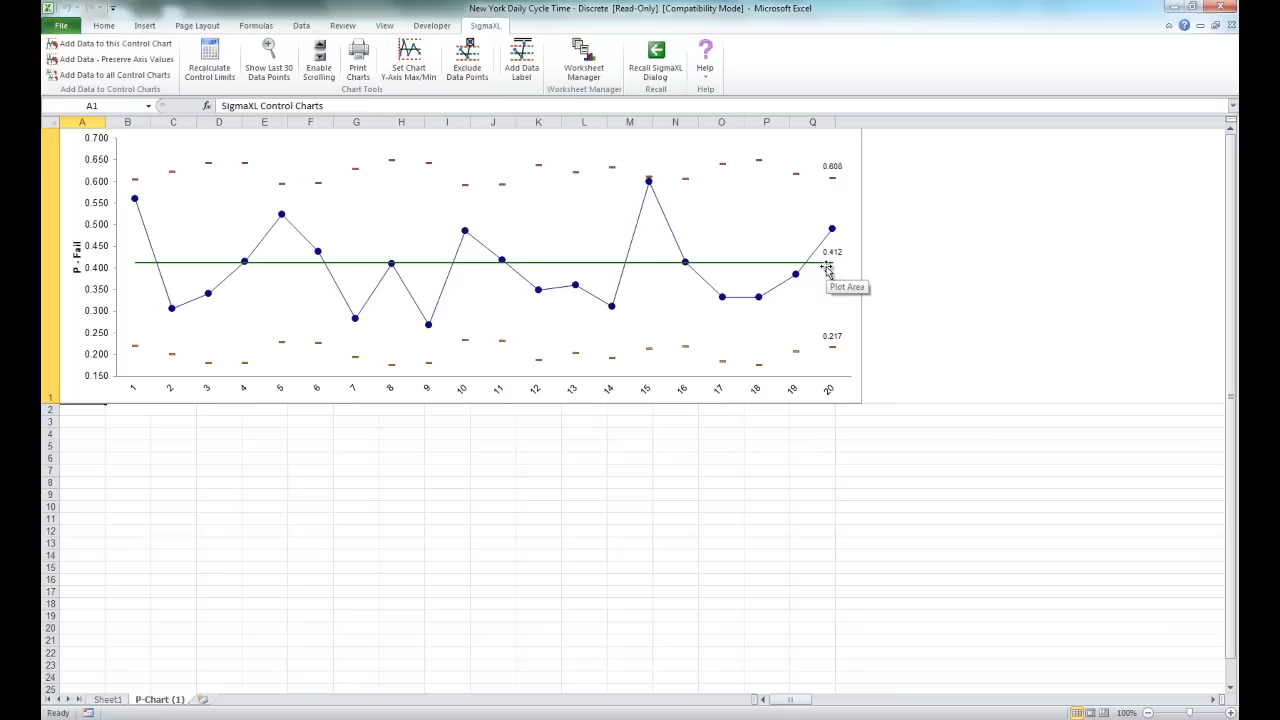 New York Daily Cycle Time - Discrete [Read-Only] [Compatibility Mode] - Microsoft Excel
File Home Insert Page Layout Formulas Data Review View Developer SigmaXL
Add Data to this Control Chart
Add Data - Preserve Axis Values
Add Data to all Control Charts
Add Data to Control Charts
Recalculate
Control Limits
Show Last 30
Data Points
Enable
Scrolling
Print
Charts
Set Chart
Y-Axis Max/Min
Exclude
Data Points
Add Data
Label
Chart Tools
Worksheet
Manager
Worksheet Manager
Recall SigmaXL
Dialog
Recall
Help
Help
A1 fx SigmaXL Control Charts
A B C D E F G H I J K L M N O P Q
0.700
0.650
0.600
0.550
0.500
0.450
0.400
0.350
0.300
0.250
0.200
0.150
P - Fail
0.608
0.412
Plot Area
0.217
1 2 3 4 5 6 7 8 9 10 11 12 13 14 15 16 17 18 19 20
1
2
3
4
5
6
7
8
9
10
11
12
13
14
15
16
17
18
19
20
21
22
23
24
25
Sheet1 P-Chart (1)
Ready 100%